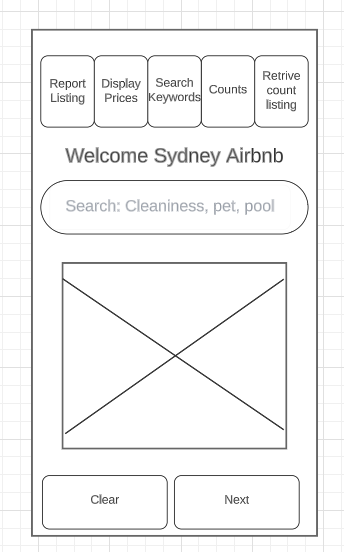 Report
Listing
Display
Prices
Search
Keywords
Counts
Retrive
count
listing
Welcome Sydney Airbnb
Search: Cleaniness, pet, pool
Clear
Next